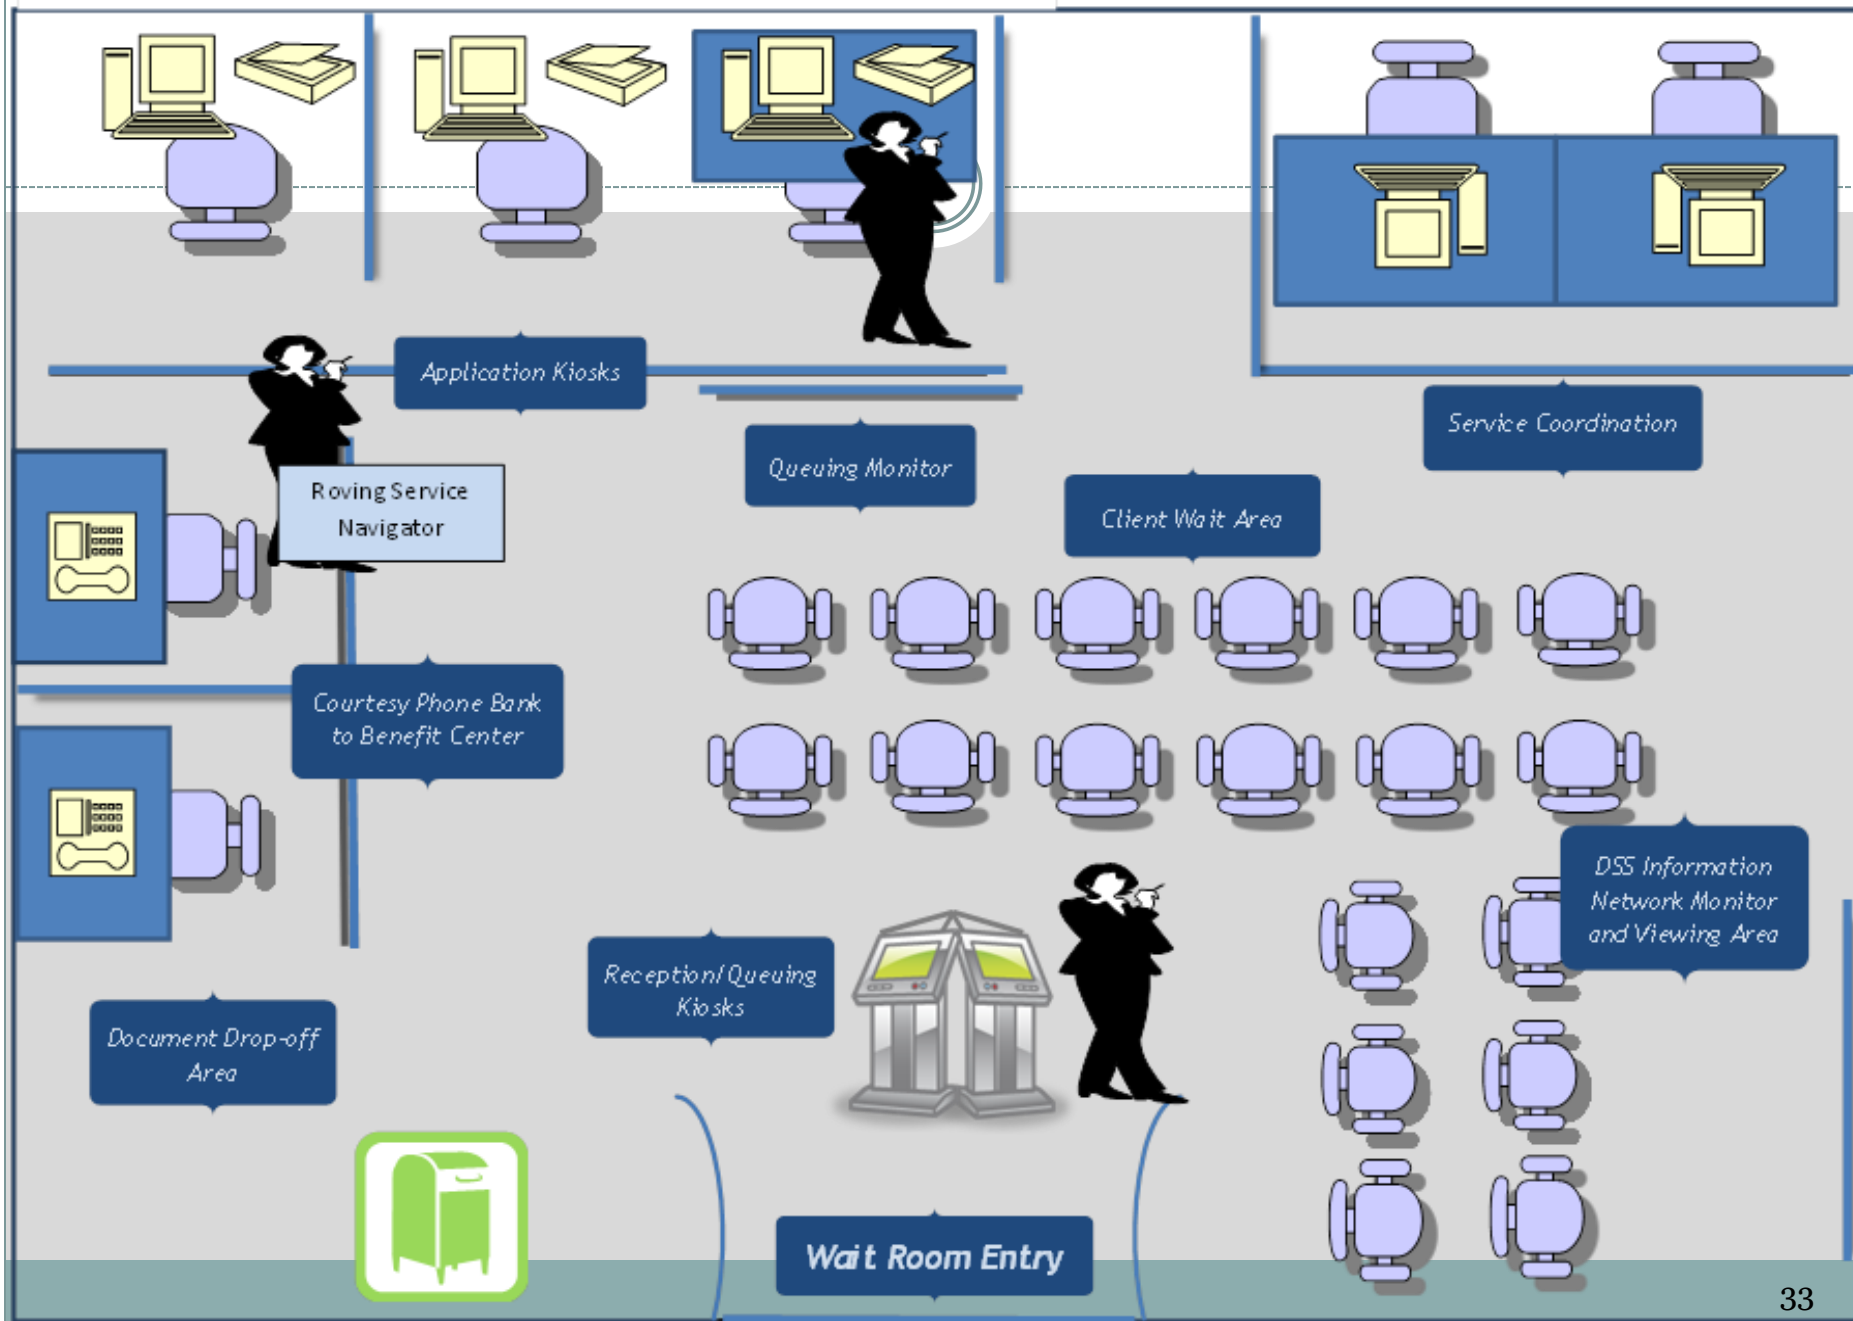 Application Kiosks
Service Coordination
Queuing Monitor
Roving Service
Navigator
Client Wait Area
Courtesy Phone Bank
to Benefit Center
DSS Information
Network Monitor
and Viewing Area
Reception/Queuing
Kiosks
Document Drop-off
Area
Wait Room Entry
33